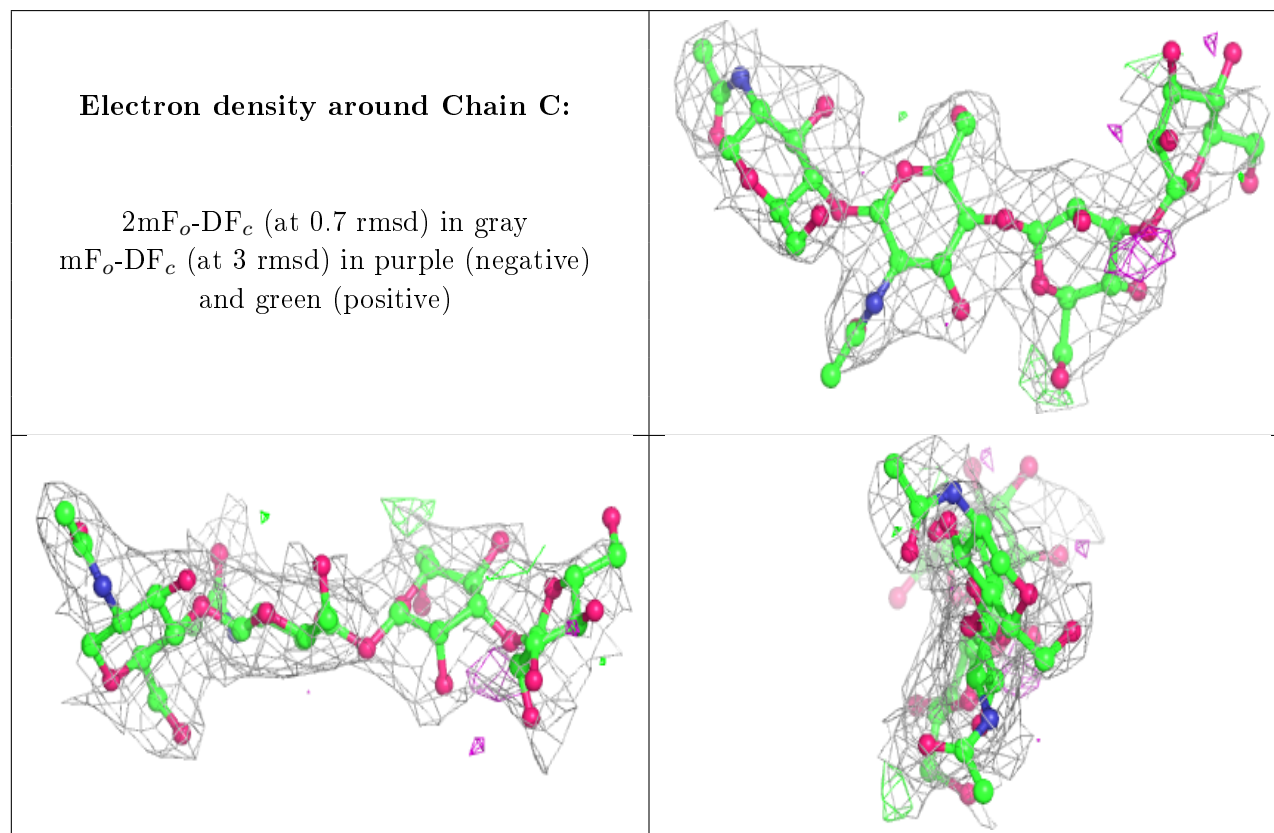 Electron density around Chain C:
2mFₒ-DF𝒸 (at 0.7 rmsd) in gray
mFₒ-DF𝒸 (at 3 rmsd) in purple (negative)
and green (positive)